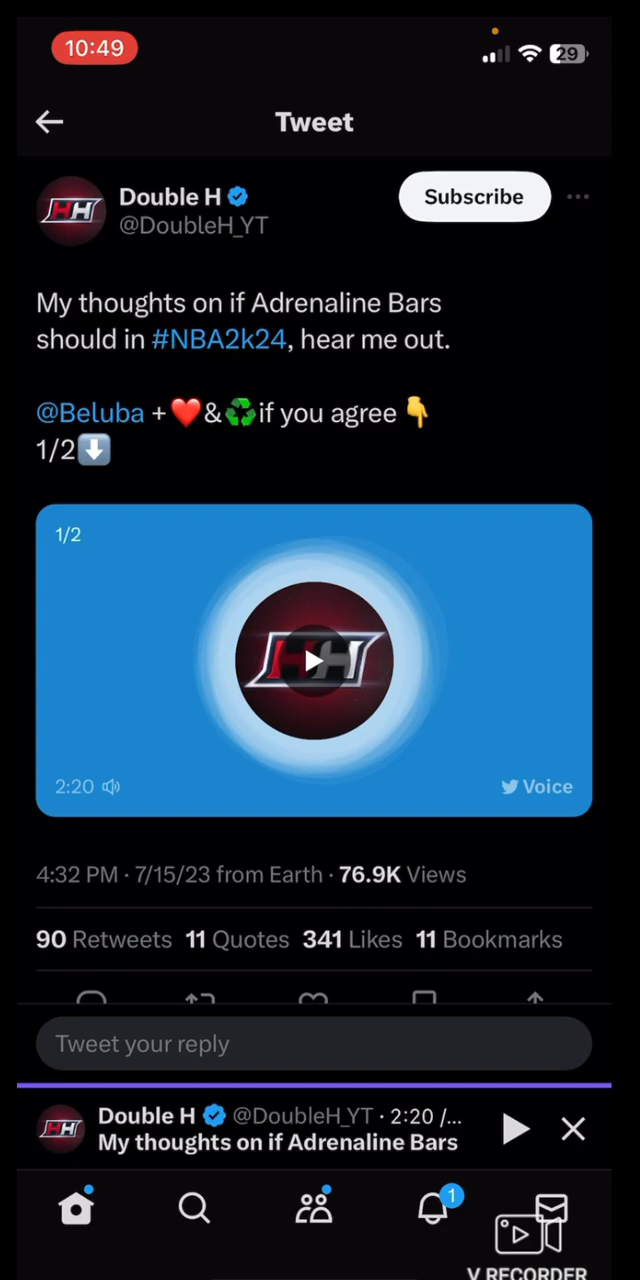 10:49
29
Tweet
Double H
Subscribe
@DoubleH_YT
My thoughts on if Adrenaline Bars
should in #NBA2k24, hear me out.
@Beluba + ❤️&♻️if you agree 👇
1/2⬇️
1/2
HH
2:20
Voice
4:32 PM · 7/15/23 from Earth · 76.9K Views
90 Retweets 11 Quotes 341 Likes 11 Bookmarks
Tweet your reply
Double H @DoubleH_YT · 2:20 /...
My thoughts on if Adrenaline Bars
1
V RECORDER